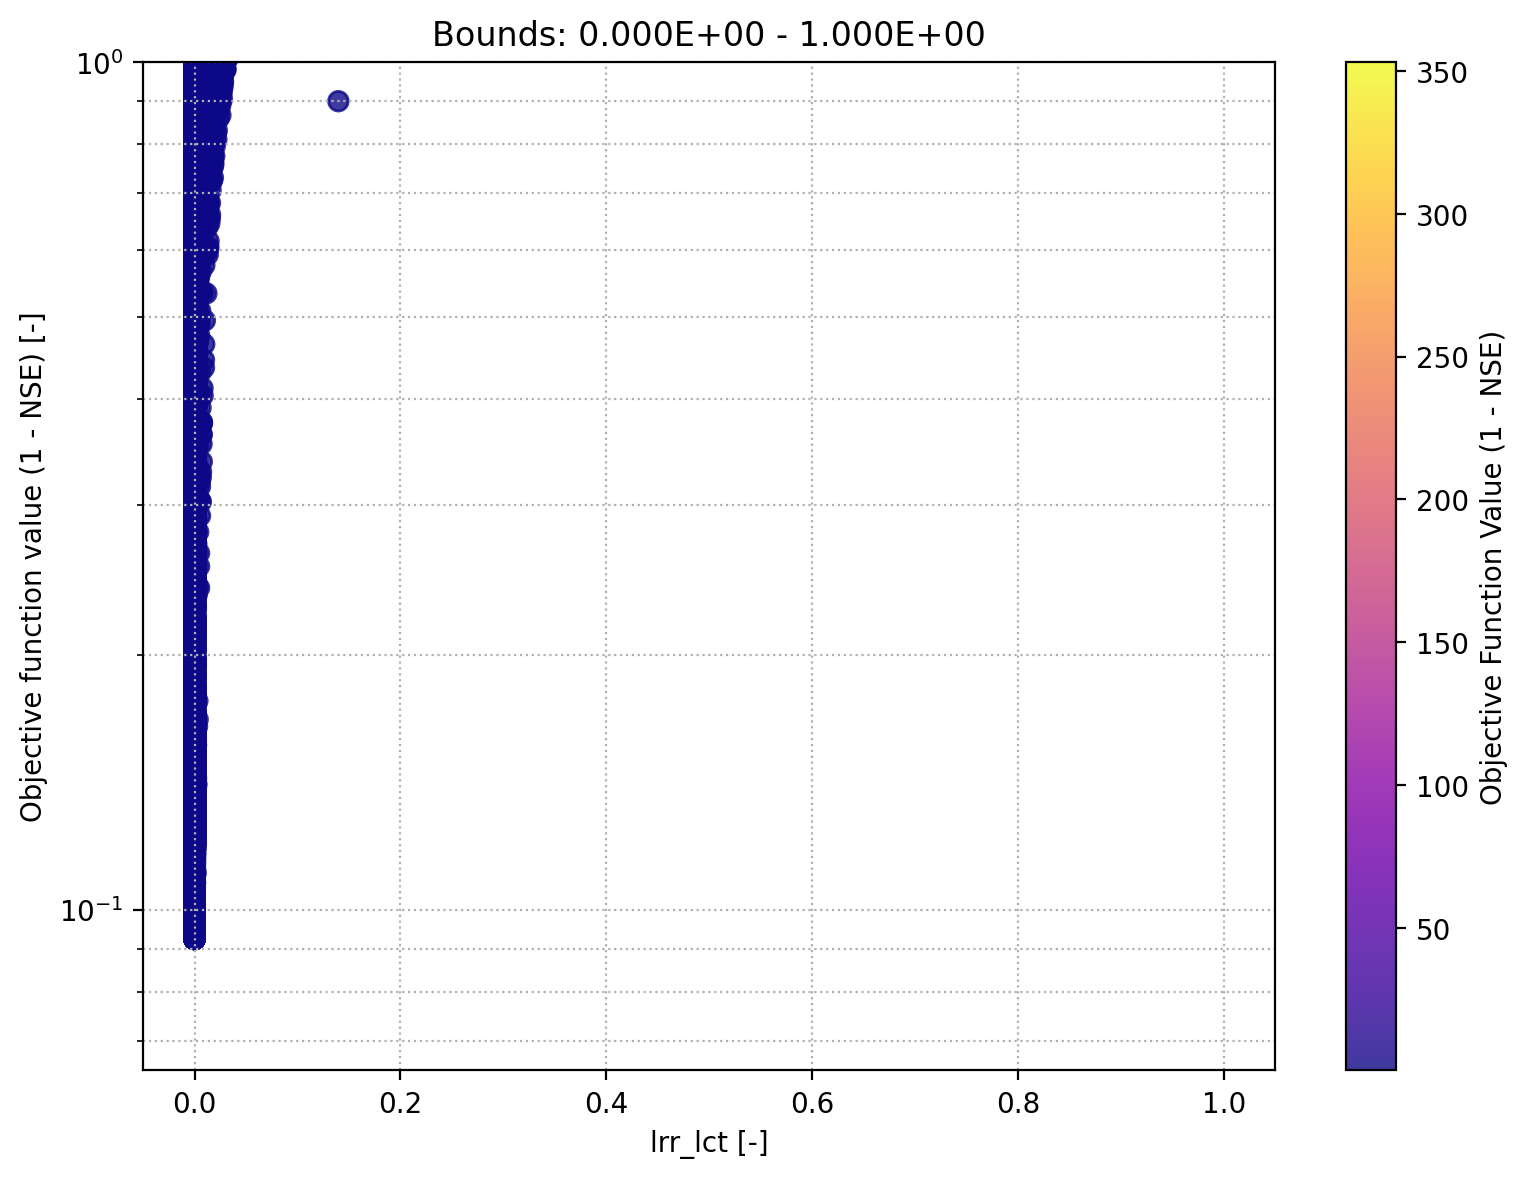 Bounds: 0.000E+00 - 1.000E+00
Objective function value (1 - NSE) [-]
10⁰
10⁻¹
0.0 0.2 0.4 0.6 0.8 1.0
lrr_lct [-]
350
300
250
200
150
100
50
Objective Function Value (1 - NSE)